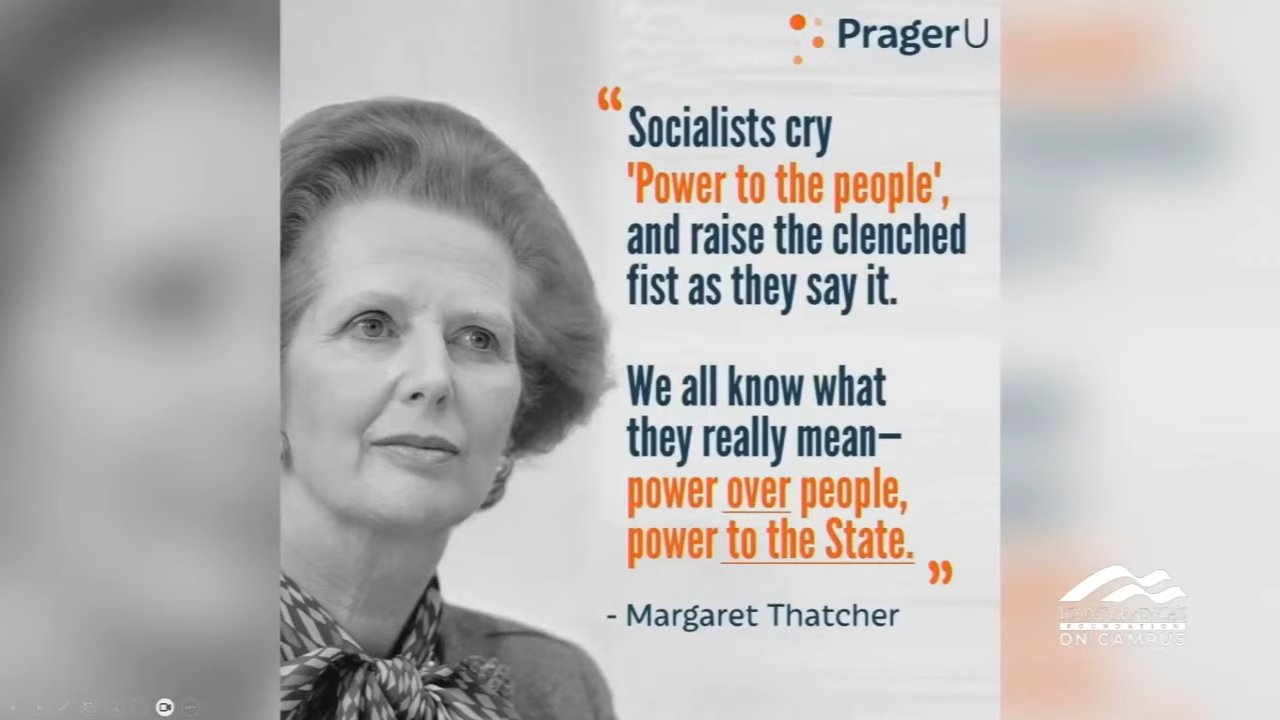 PragerU
“Socialists cry
'Power to the people',
and raise the clenched
fist as they say it.
We all know what
they really mean—
power over people,
power to the State.”
- Margaret Thatcher
FOUNDATION
ON CAMPUS